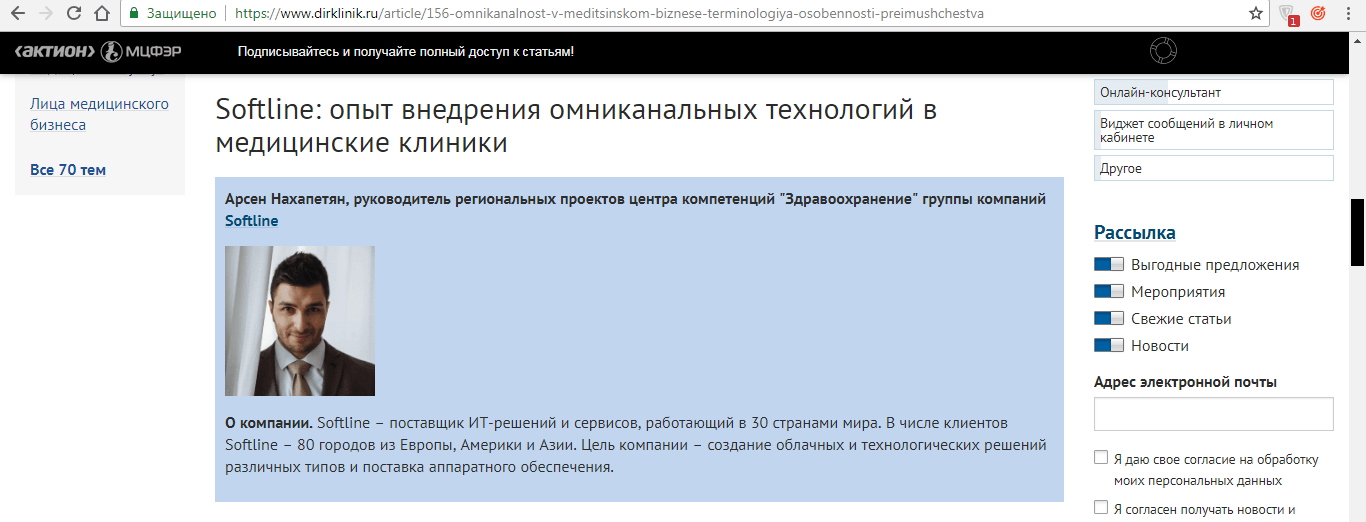 Защищено
https://www.dirklinik.ru/article/156-omnikanalnost-v-meditsinskom-biznese-terminologiya-osobennosti-preimushchestva
1
‹актион› МЦФЭР
Подписывайтесь и получайте полный доступ к статьям!
Лица медицинского
бизнеса
Все 70 тем
Softline: опыт внедрения омниканальных технологий в
медицинские клиники
Арсен Нахапетян, руководитель региональных проектов центра компетенций "Здравоохранение" группы компаний
Softline
О компании. Softline – поставщик ИТ-решений и сервисов, работающий в 30 странами мира. В числе клиентов
Softline – 80 городов из Европы, Америки и Азии. Цель компании – создание облачных и технологических решений
различных типов и поставка аппаратного обеспечения.
Онлайн-консультант
Виджет сообщений в личном
кабинете
Другое
Рассылка
Выгодные предложения
Мероприятия
Свежие статьи
Новости
Адрес электронной почты
Я даю свое согласие на обработку
моих персональных данных
Я согласен получать новости и